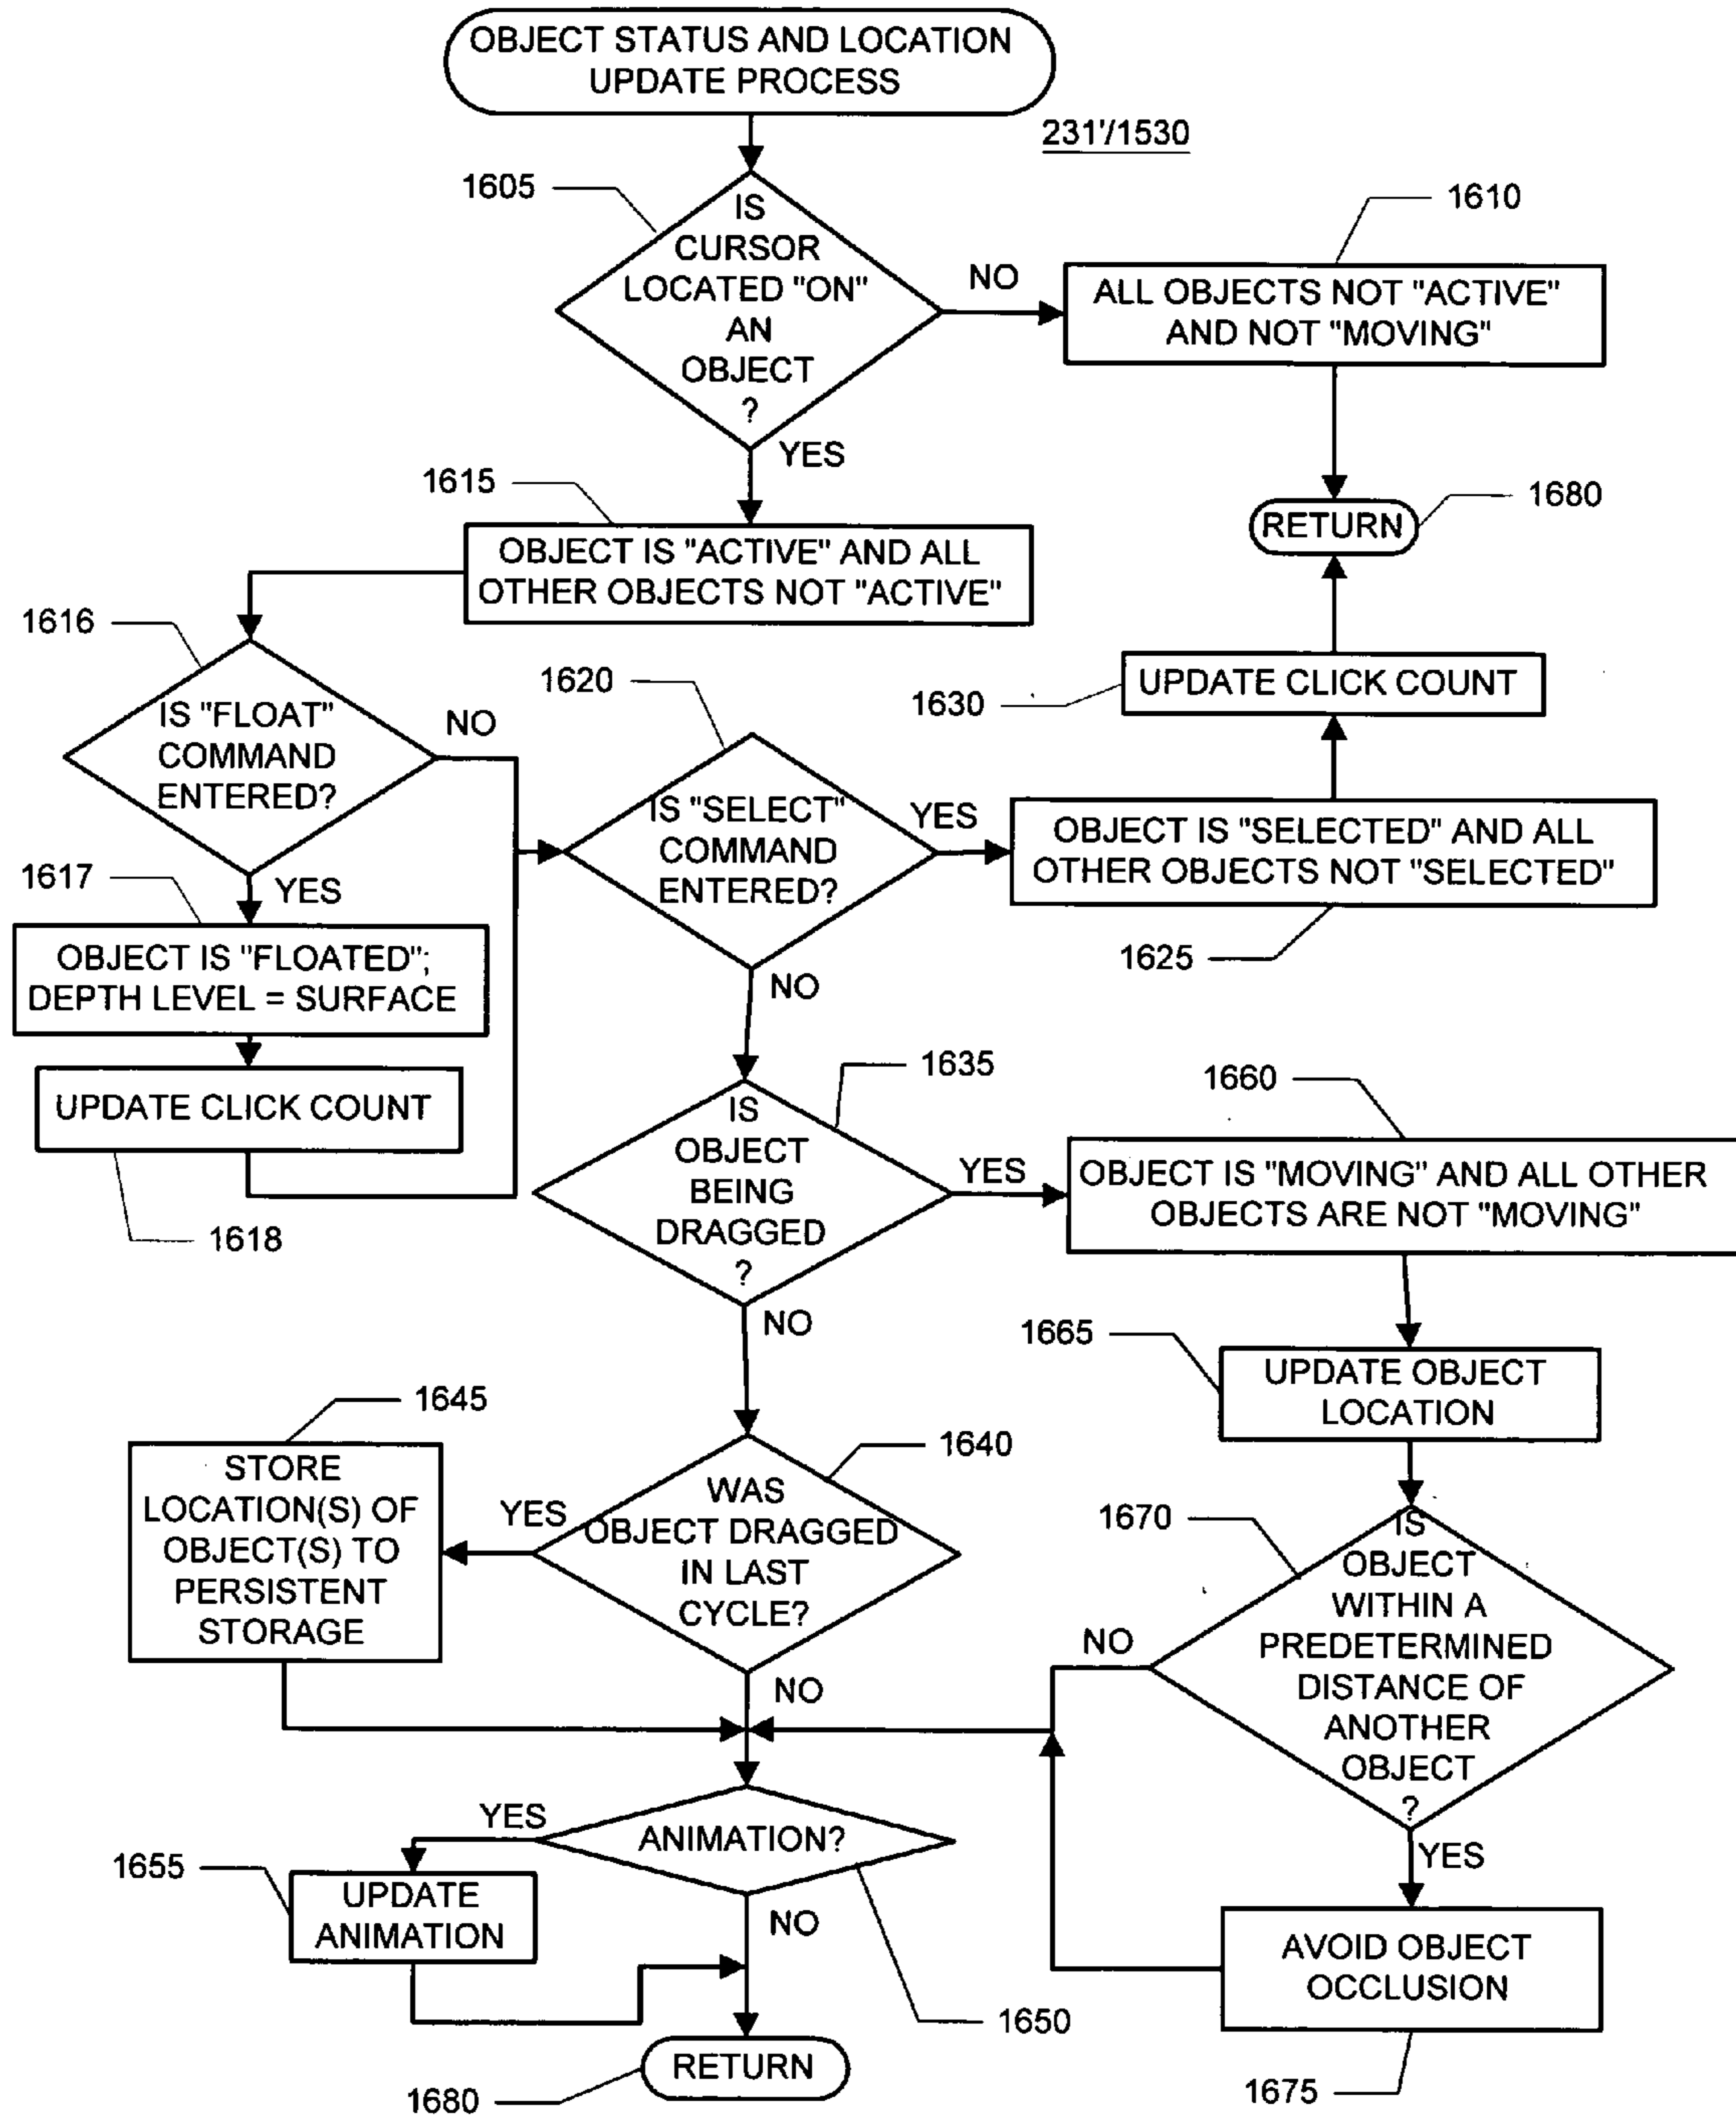 OBJECT STATUS AND LOCATION
UPDATE PROCESS
231'/1530
1605
IS
CURSOR
LOCATED "ON"
AN
OBJECT
?
NO
YES
1610
ALL OBJECTS NOT "ACTIVE"
AND NOT "MOVING"
1680
RETURN
1615
OBJECT IS "ACTIVE" AND ALL
OTHER OBJECTS NOT "ACTIVE"
1616
IS "FLOAT"
COMMAND
ENTERED?
NO
YES
1617
OBJECT IS "FLOATED";
DEPTH LEVEL = SURFACE
UPDATE CLICK COUNT
1618
1620
IS "SELECT"
COMMAND
ENTERED?
YES
NO
1630
UPDATE CLICK COUNT
OBJECT IS "SELECTED" AND ALL
OTHER OBJECTS NOT "SELECTED"
1625
1635
IS
OBJECT
BEING
DRAGGED
?
YES
NO
1660
OBJECT IS "MOVING" AND ALL OTHER
OBJECTS ARE NOT "MOVING"
1665
UPDATE OBJECT
LOCATION
1645
STORE
LOCATION(S) OF
OBJECT(S) TO
PERSISTENT
STORAGE
1640
WAS
OBJECT DRAGGED
IN LAST
CYCLE?
YES
NO
1670
IS
OBJECT
WITHIN A
PREDETERMINED
DISTANCE OF
ANOTHER
OBJECT
?
NO
YES
ANIMATION?
YES
NO
1655
UPDATE
ANIMATION
1650
AVOID OBJECT
OCCLUSION
1675
RETURN
1680